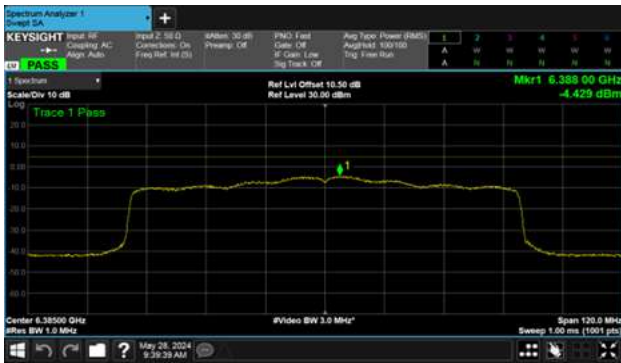 Spectrum Analyzer 1
Swept SA
+
KEYSIGHT Input: RF
Coupling: AC
Align: Auto
Input Z: 50 Ω
Corrections: On
Freq Ref: Int (S)
#Atten: 30 dB
Preamp: Off
PNO: Fast
Gate: Off
IF Gain: Low
Sig Track: Off
Avg Type: Power (RMS)
Avg|Hold: 100/100
Trig: Free Run
1 2 3 4 5 6
A W W W W W
A N N N N N
PASS
1 Spectrum
Scale/Div 10 dB
Ref Lvl Offset 10.50 dB
Ref Level 30.00 dBm
Mkr1 6.388 00 GHz
-4.429 dBm
Log
Trace 1 Pass
20.0
0.00
-10.0
-20.0
-40.0
-50.0
-60.0
1
Center 6.38500 GHz
#Res BW 1.0 MHz
#Video BW 3.0 MHz*
Span 120.0 MHz
Sweep 1.00 ms (1001 pts)
?
May 28, 2024
9:39:39 AM